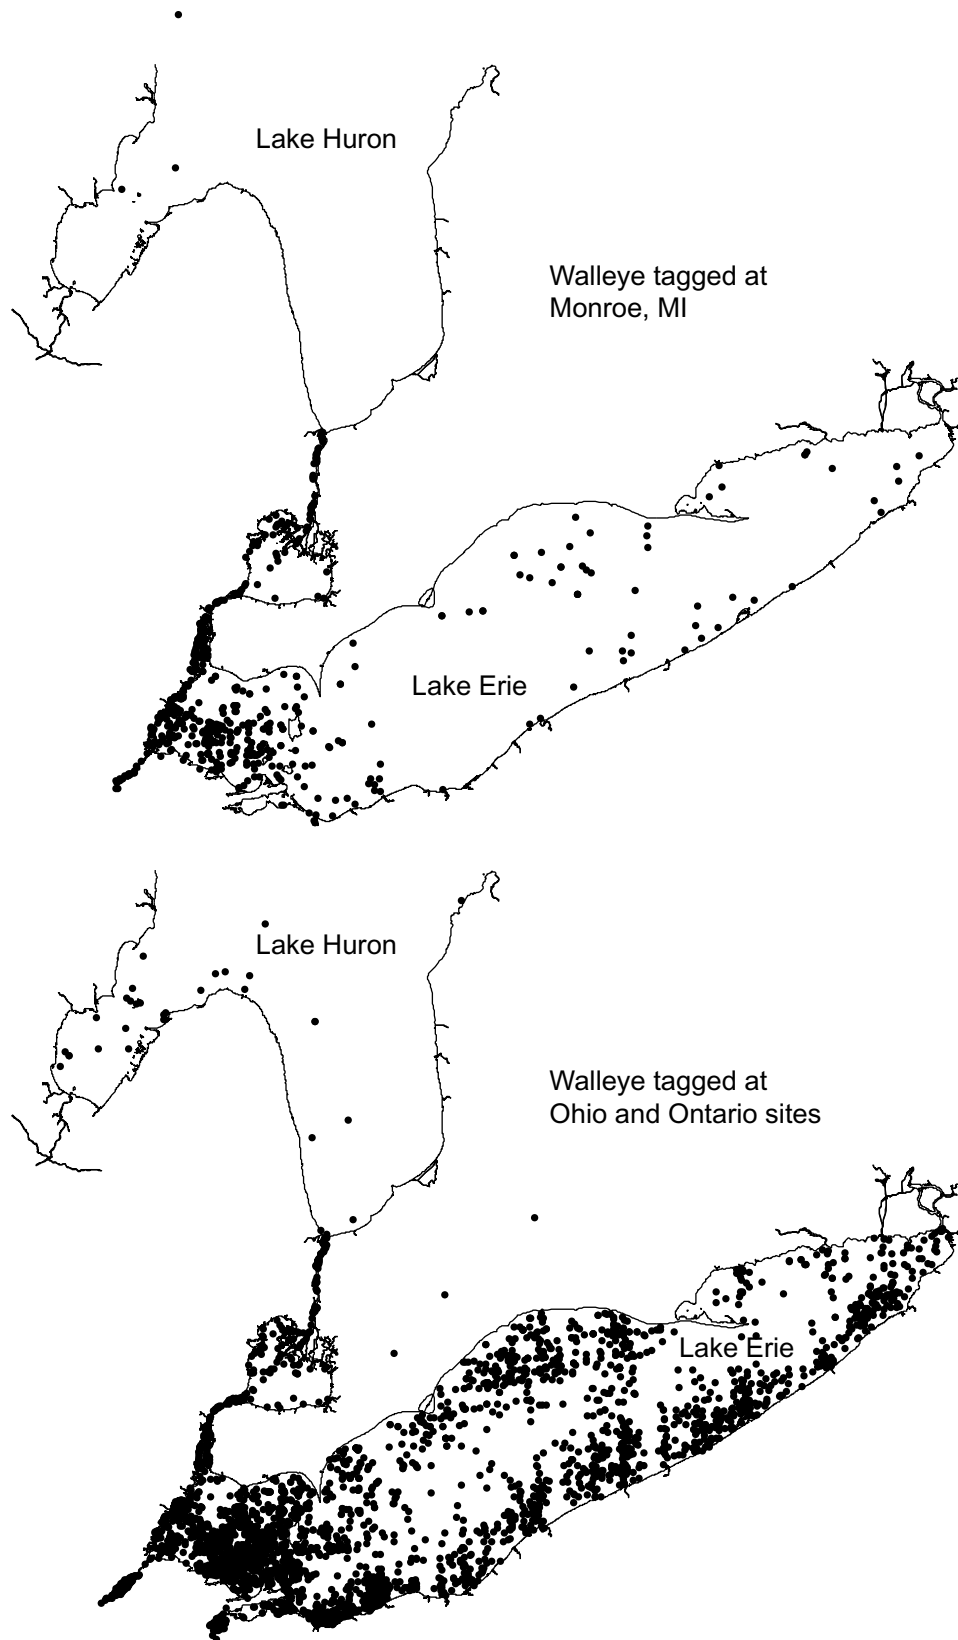 Lake Huron
Walleye tagged at
Monroe, MI
Lake Erie
Lake Huron
Walleye tagged at
Ohio and Ontario sites
Lake Erie